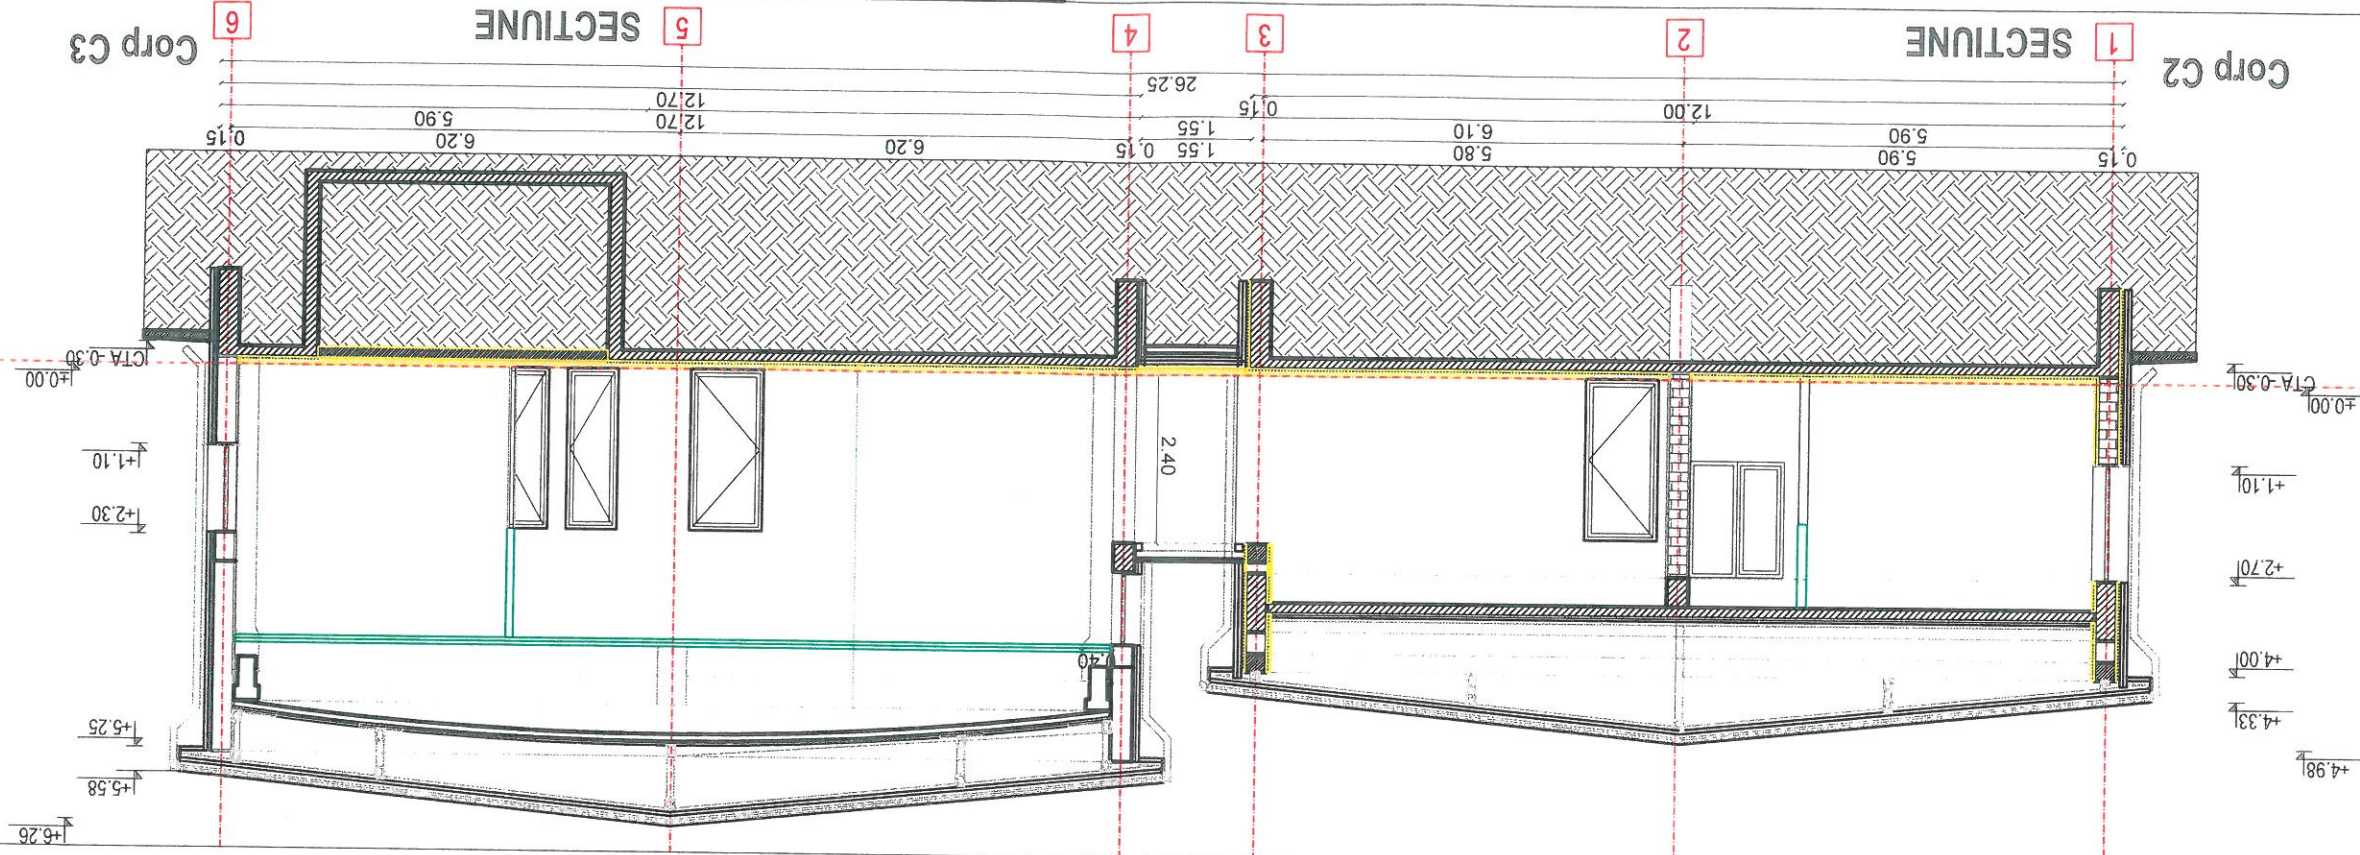 +6.26
+4.98
+5.58
+5.25
+4.33
+4.00
.40
+2.70
+2.30
2.40
+1.10
+1.10
±0.00
CTA -0.30
±0.00
CTA -0.30
0.15 5.90 5.80 1.55 0.15 6.20 6.20 0.15
5.90 6.10 1.55 12.70 5.90
12.00 0.15 12.70
26.25
1 2 3 4 5 6
Corp C2 SECTIUNE SECTIUNE Corp C3